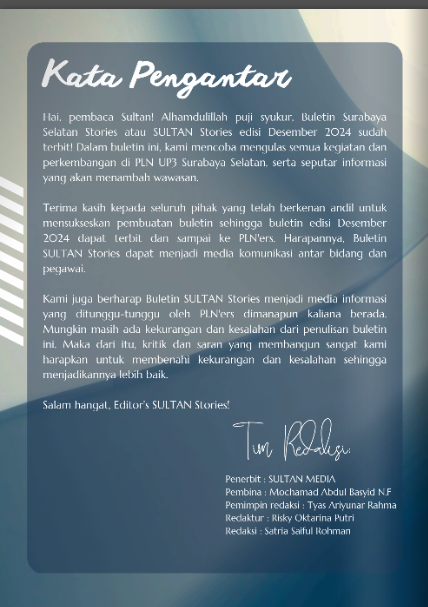 Kata Pengantar
Hai, pembaca Sultan! Alhamdulillah puji syukur, Buletin Surabaya
Selatan Stories atau SULTAN Stories edisi Desember 2024 sudah
terbit! Dalam buletin ini, kami mencoba mengulas semua kegiatan dan
perkembangan di PLN UP3 Surabaya Selatan, serta seputar informasi
yang akan menambah wawasan.
Terima kasih kepada seluruh pihak yang telah berkenan andil untuk
mensukseskan pembuatan buletin sehingga buletin edisi Desember
2024 dapat terbit dan sampai ke PLN'ers. Harapannya, Buletin
SULTAN Stories dapat menjadi media komunikasi antar bidang dan
pegawai.
Kami juga berharap Buletin SULTAN Stories menjadi media informasi
yang ditunggu-tunggu oleh PLN'ers dimanapun kaliana berada.
Mungkin masih ada kekurangan dan kesalahan dari penulisan buletin
ini. Maka dari itu, kritik dan saran yang membangun sangat kami
harapkan untuk membenahi kekurangan dan kesalahan sehingga
menjadikannya lebih baik.
Salam hangat, Editor's SULTAN Stories!
Tim Redaksi
Penerbit : SULTAN MEDIA
Pembina : Mochamad Abdul Basyid N.F
Pemimpin redaksi : Tyas Ariyunar Rahma
Redaktur : Risky Oktarina Putri
Redaksi : Satria Saiful Rohman